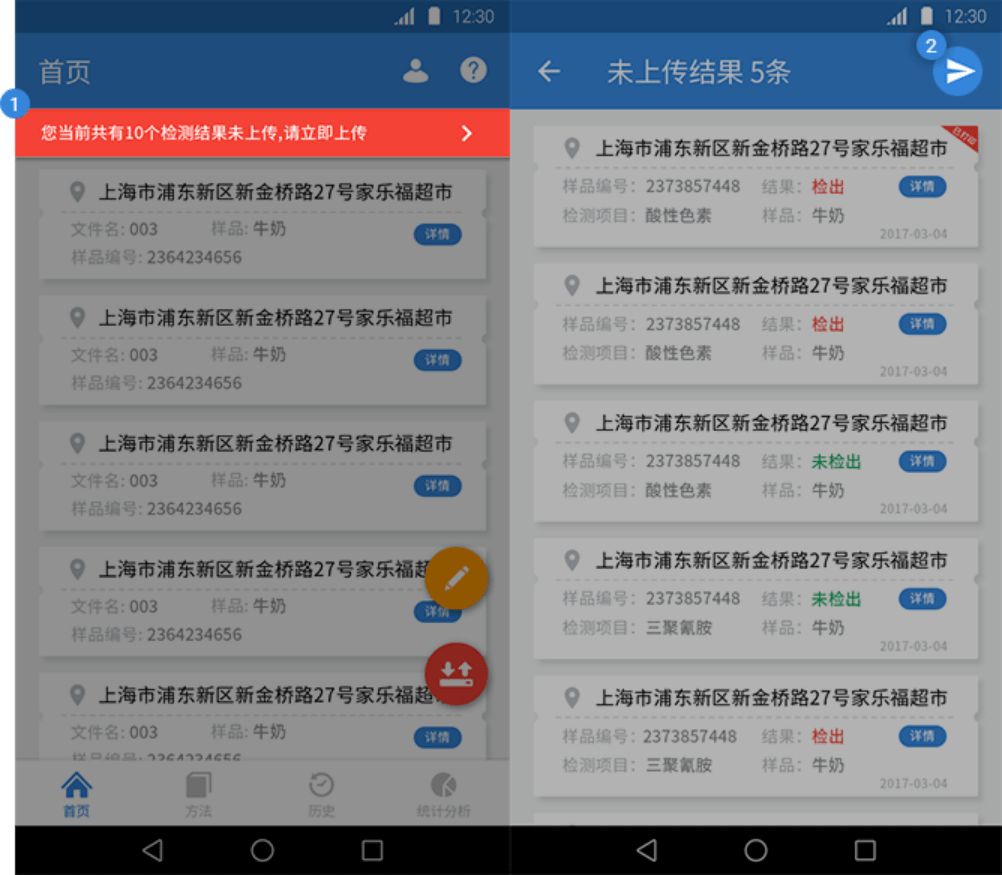 12:30
首页
1
您当前共有10个检测结果未上传,请立即上传
上海市浦东新区新金桥路27号家乐福超市
文件名: 003 样品: 牛奶 详情
样品编号: 2364234656
上海市浦东新区新金桥路27号家乐福超市
文件名: 003 样品: 牛奶 详情
样品编号: 2364234656
上海市浦东新区新金桥路27号家乐福超市
文件名: 003 样品: 牛奶 详情
样品编号: 2364234656
上海市浦东新区新金桥路27号家乐福超
文件名: 003 样品: 牛奶 详情
样品编号: 2364234656
上海市浦东新区新金桥路27号家乐福超
文件名: 003 样品: 牛奶 详情
样品编号: 2364234656
首页 方法 历史 统计分析
12:30
2
未上传结果 5条
已打印
上海市浦东新区新金桥路27号家乐福超市
样品编号: 2373857448 结果: 检出 详情
检测项目: 酸性色素 样品: 牛奶
2017-03-04
上海市浦东新区新金桥路27号家乐福超市
样品编号: 2373857448 结果: 检出 详情
检测项目: 酸性色素 样品: 牛奶
2017-03-04
上海市浦东新区新金桥路27号家乐福超市
样品编号: 2373857448 结果: 未检出 详情
检测项目: 酸性色素 样品: 牛奶
2017-03-04
上海市浦东新区新金桥路27号家乐福超市
样品编号: 2373857448 结果: 未检出 详情
检测项目: 三聚氰胺 样品: 牛奶
2017-03-04
上海市浦东新区新金桥路27号家乐福超市
样品编号: 2373857448 结果: 检出 详情
检测项目: 三聚氰胺 样品: 牛奶
2017-03-04